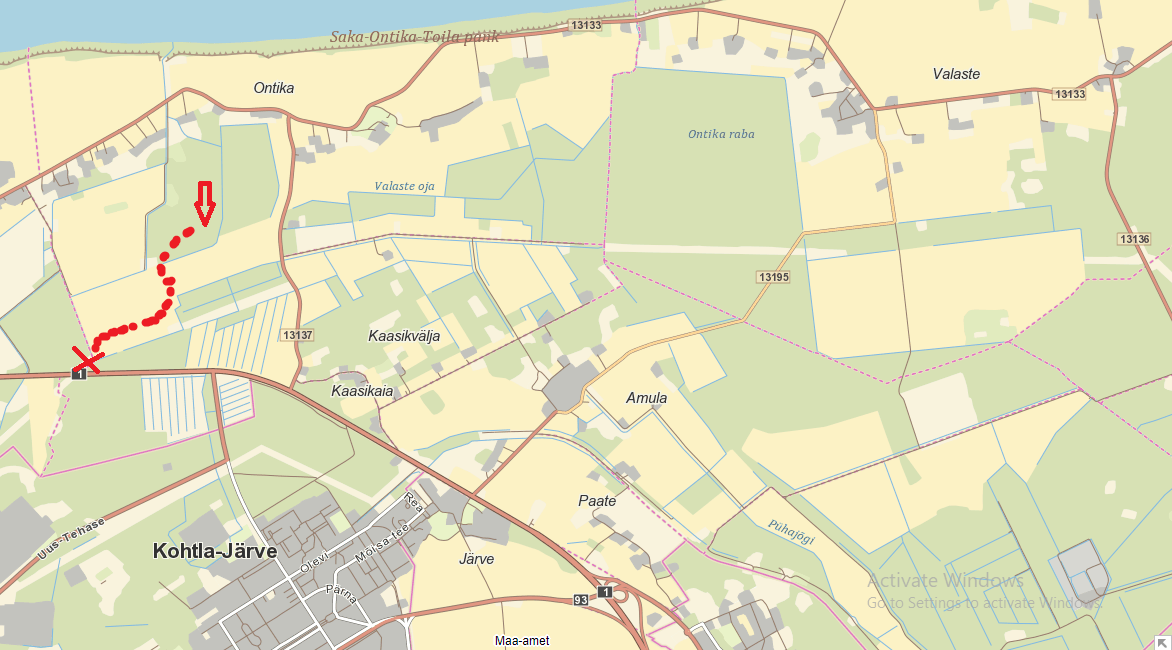 13133
Saka-Ontika-Toila pank
Valaste
Ontika
13133
Ontika raba
Valaste oja
13136
13195
13137
Kaasikvälja
1
Kaasikaia
Amula
Rea
Paate
Uus-Tehase
Mõisa-tee
Pühajõgi
Kohtla-Järve
Olevi
Järve
Activate Windows
Go to Settings to activate Windows.
Pärna
93
1
Maa-amet